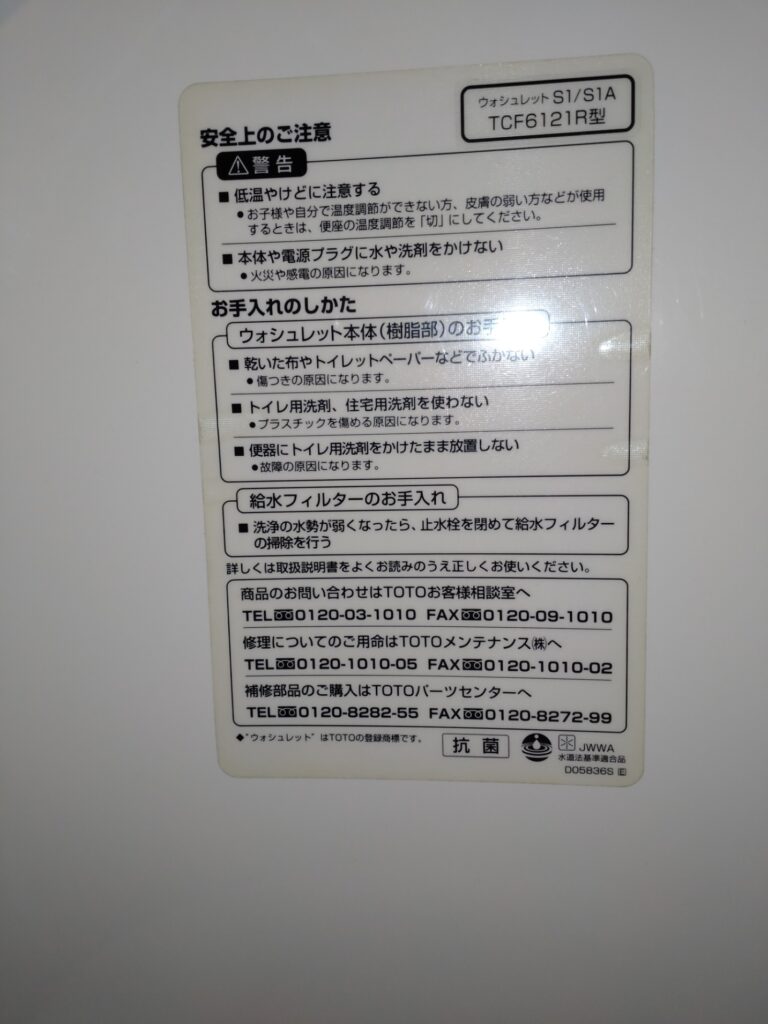 ウォシュレット S1/S1A
TCF6121R型
安全上のご注意
警告
■ 低温やけどに注意する
● お子様や自分で温度調節ができない方、皮膚の弱い方などが使用
するときは、便座の温度調節を「切」にしてください。
■ 本体や電源プラグに水や洗剤をかけない
● 火災や感電の原因になります。
お手入れのしかた
ウォシュレット本体(樹脂部)のお手
■ 乾いた布やトイレットペーパーなどでふかない
● 傷つきの原因になります。
■ トイレ用洗剤、住宅用洗剤を使わない
● プラスチックを傷める原因になります。
■ 便器にトイレ用洗剤をかけたまま放置しない
● 故障の原因になります。
給水フィルターのお手入れ
■ 洗浄の水勢が弱くなったら、止水栓を閉めて給水フィルター
の掃除を行う
詳しくは取扱説明書をよくお読みのうえ正しくお使いください。
商品のお問い合わせはTOTOお客様相談室へ
TEL 0120-03-1010 FAX 0120-09-1010
修理についてのご用命はTOTOメンテナンス㈱へ
TEL 0120-1010-05 FAX 0120-1010-02
補修部品のご購入はTOTOパーツセンターへ
TEL 0120-8282-55 FAX 0120-8272-99
◆"ウォシュレット"はTOTOの登録商標です。
抗菌
JWWA
水道法基準適合品
D05836S E